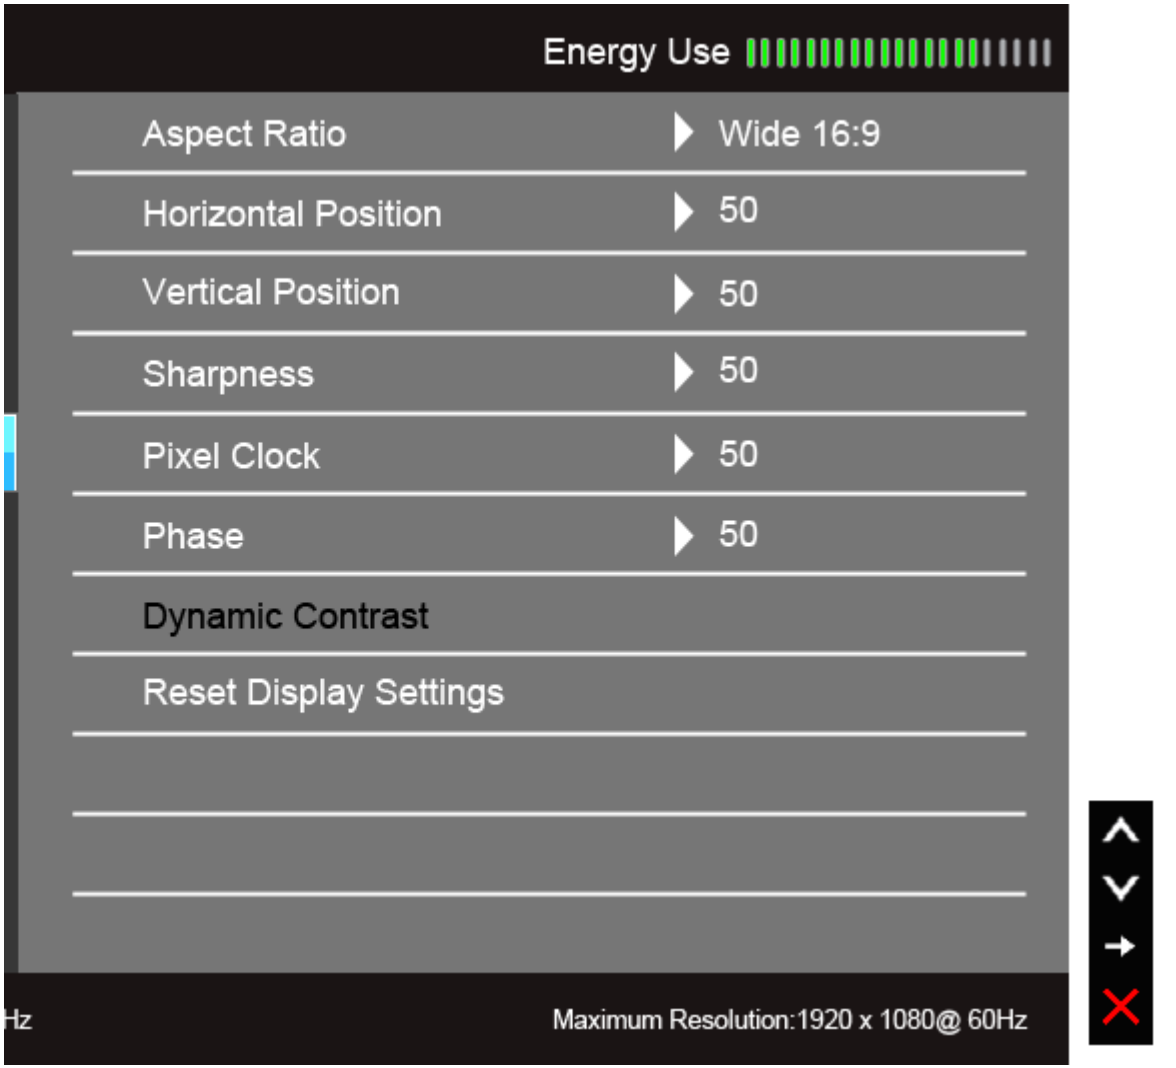 Energy Use
Aspect Ratio Wide 16:9
Horizontal Position 50
Vertical Position 50
Sharpness 50
Pixel Clock 50
Phase 50
Dynamic Contrast
Reset Display Settings
Hz Maximum Resolution:1920 x 1080@ 60Hz